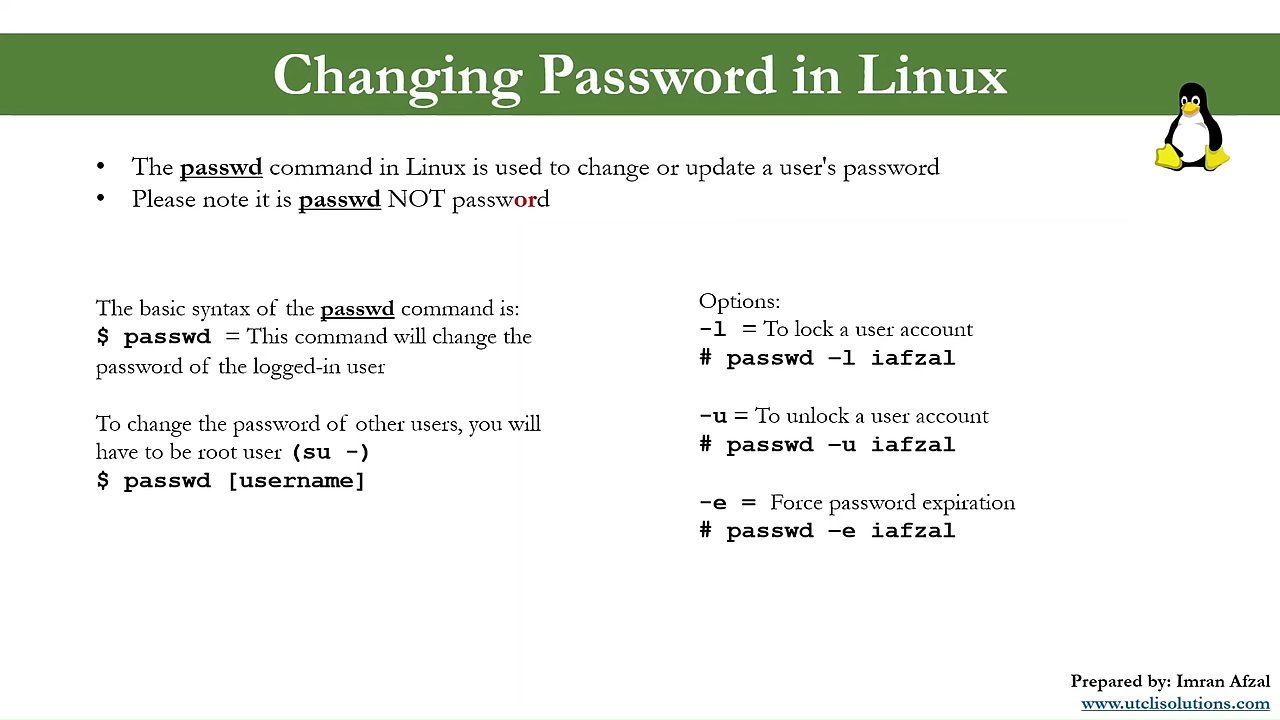 Changing Password in Linux
• The passwd command in Linux is used to change or update a user's password
• Please note it is passwd NOT password
The basic syntax of the passwd command is:
$ passwd = This command will change the
password of the logged-in user
To change the password of other users, you will
have to be root user (su -)
$ passwd [username]
Options:
-l = To lock a user account
# passwd –l iafzal
-u = To unlock a user account
# passwd –u iafzal
-e = Force password expiration
# passwd –e iafzal
Prepared by: Imran Afzal
www.utclisolutions.com